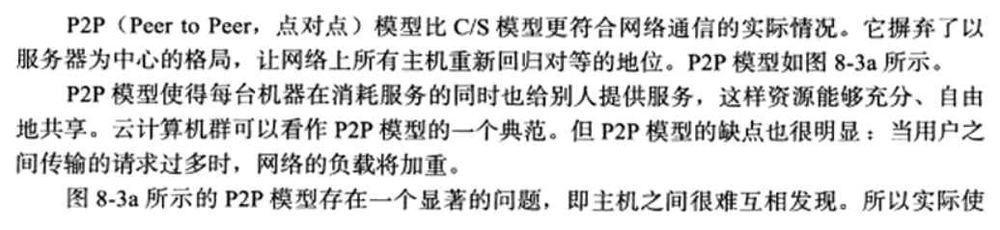 P2P（Peer to Peer，点对点）模型比 C/S 模型更符合网络通信的实际情况。它摒弃了以
服务器为中心的格局，让网络上所有主机重新回归对等的地位。P2P 模型如图 8-3a 所示。
P2P 模型使得每台机器在消耗服务的同时也给别人提供服务，这样资源能够充分、自由
地共享。云计算机群可以看作 P2P 模型的一个典范。但 P2P 模型的缺点也很明显：当用户之
间传输的请求过多时，网络的负载将加重。
图 8-3a 所示的 P2P 模型存在一个显著的问题，即主机之间很难互相发现。所以实际使